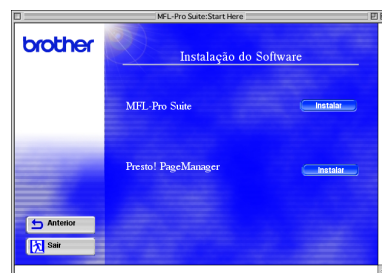 MFL-Pro Suite:Start Here
brother
Instalação do Software
MFL-Pro Suite
Instalar
Presto! PageManager
Instalar
Anterior
Sair